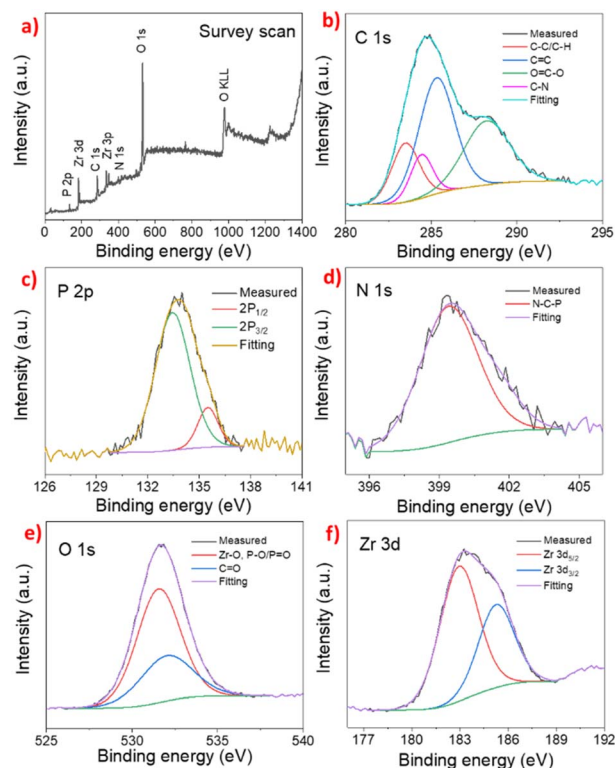 a)
Survey scan
O 1s
O KLL
P 2p
Zr 3d
C 1s
Zr 3p
N 1s
Intensity (a.u.)
0 200 400 600 800 1000 1200 1400
Binding energy (eV)
b)
C 1s
Measured
C-C/C-H
C=C
O=C-O
C-N
Fitting
Intensity (a.u.)
280 285 290 295
Binding energy (eV)
c)
P 2p
Measured
2P1/2
2P3/2
Fitting
Intensity (a.u.)
126 129 133 136 141
Binding energy (eV)
d)
N 1s
Measured
N-C-P
Fitting
Intensity (a.u.)
396 399 402 405
Binding energy (eV)
e)
O 1s
Measured
Zr-O, P-O/P=O
C=O
Fitting
Intensity (a.u.)
525 530 535 540
Binding energy (eV)
f)
Zr 3d
Measured
Zr 3d5/2
Zr 3d3/2
Fitting
Intensity (a.u.)
177 180 183 186 189 192
Binding energy (eV)